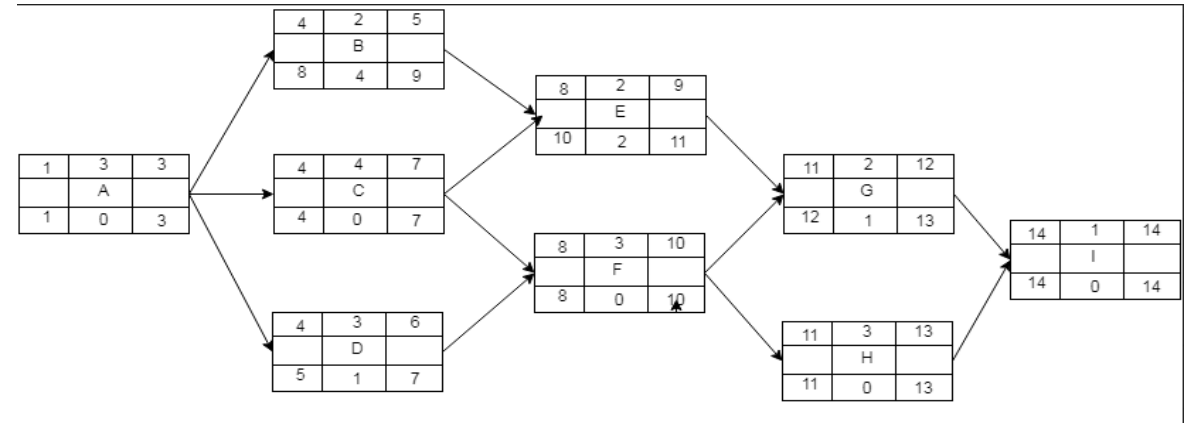 4 2 5
B
8 4 9
8 2 9
E
10 2 11
1 3 3
A
1 0 3
4 4 7
C
4 0 7
11 2 12
G
12 1 13
8 3 10
F
8 0 10
14 1 14
I
14 0 14
4 3 6
D
5 1 7
11 3 13
H
11 0 13